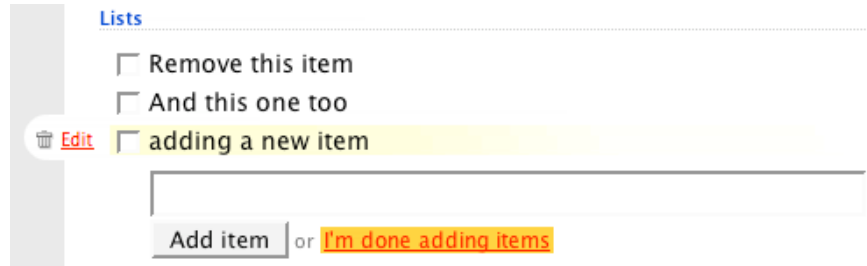 Lists
Remove this item
And this one too
Edit adding a new item
Add item or I'm done adding items